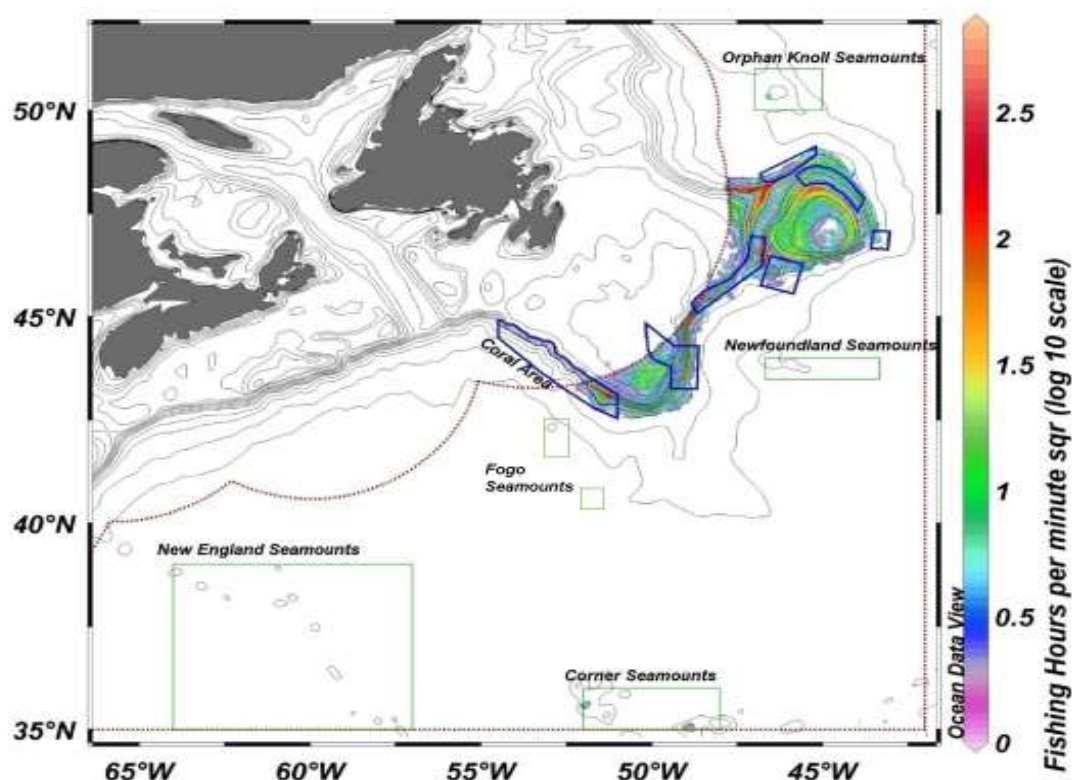 Orphan Knoll Seamounts
50°N
45°N
Newfoundland Seamounts
Coral Area
Fogo
Seamounts
40°N
New England Seamounts
Corner Seamounts
35°N
65°W
60°W
55°W
50°W
45°W
Ocean Data View
2.5
2
1.5
1
0.5
0
Fishing Hours per minute sqr (log 10 scale)